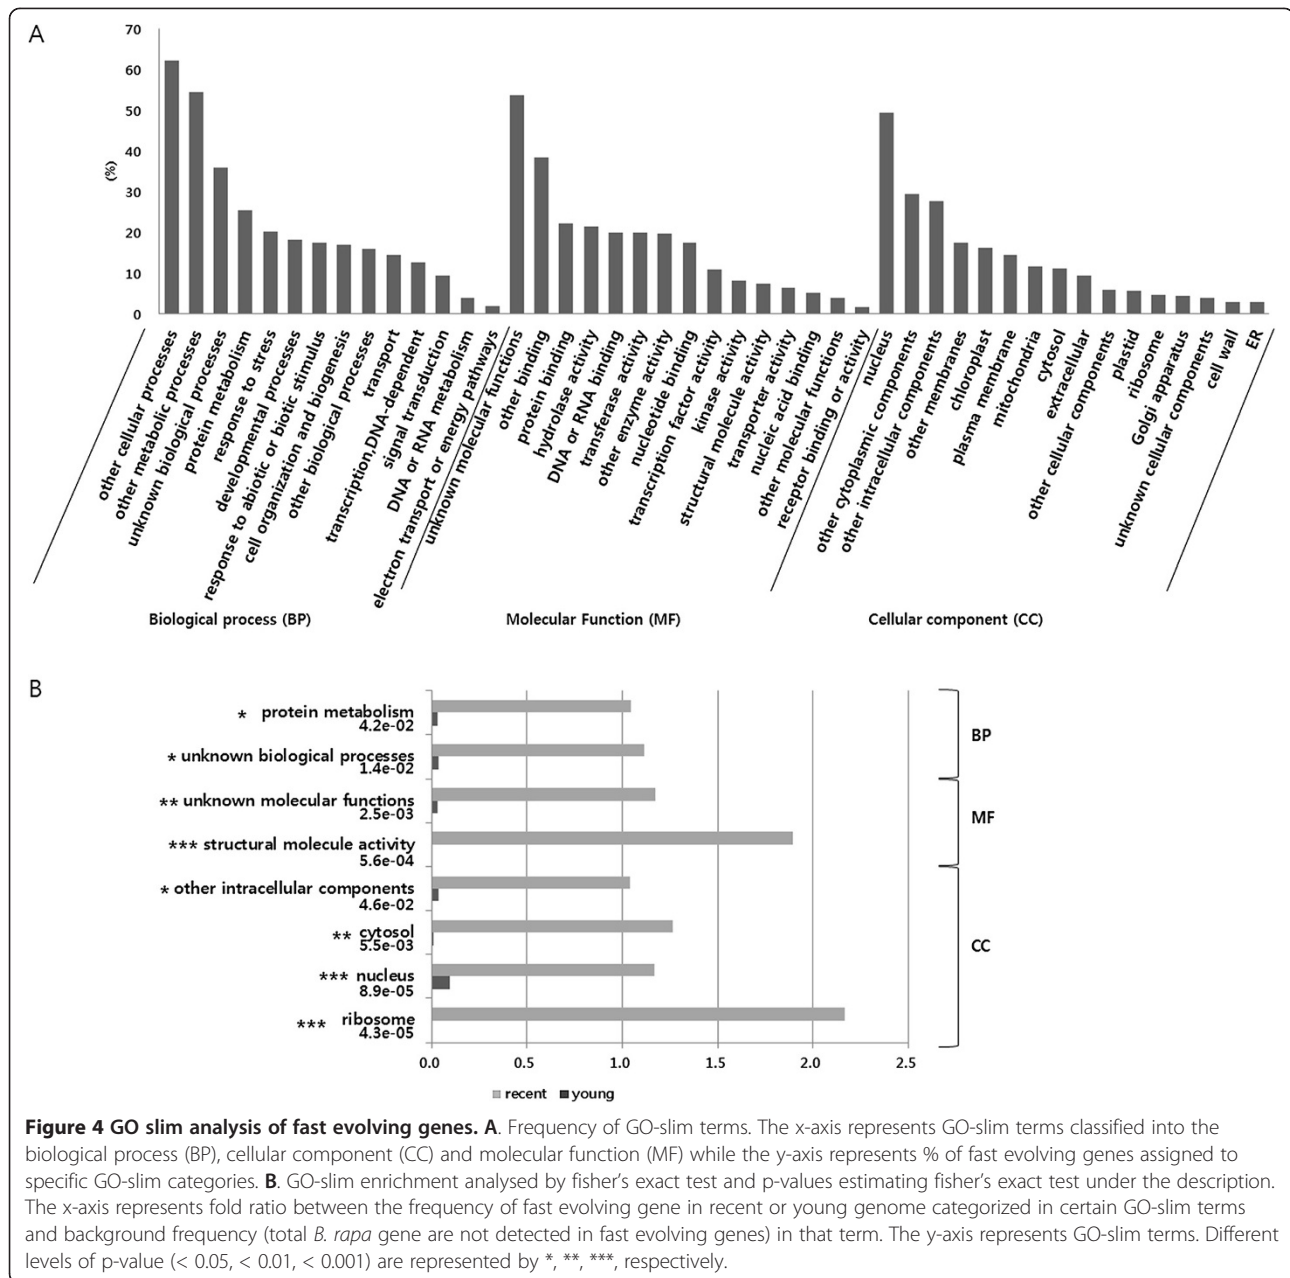 A
70
60
50
40
30
20
10
0
(%)
other cellular processes
other metabolic processes
unknown biological processes
protein metabolism
response to stress
developmental processes
response to abiotic or biotic stimulus
cell organization and biogenesis
other biological processes
transport
transcription,DNA-dependent
signal transduction
DNA or RNA metabolism
electron transport or energy pathways
unknown molecular functions
other binding
protein binding
hydrolase activity
DNA or RNA binding
transferase activity
other enzyme activity
nucleotide binding
transcription factor activity
kinase activity
structural molecule activity
transporter activity
nucleic acid binding
other molecular functions
receptor binding or activity
nucleus
other cytoplasmic components
other intracellular components
other membranes
chloroplast
plasma membrane
mitochondria
cytosol
extracellular
other cellular components
plastid
ribosome
Golgi apparatus
unknown cellular components
cell wall
ER
Biological process (BP)
Molecular Function (MF)
Cellular component (CC)
B
* protein metabolism
4.2e-02
* unknown biological processes
1.4e-02
** unknown molecular functions
2.5e-03
*** structural molecule activity
5.6e-04
* other intracellular components
4.6e-02
** cytosol
5.5e-03
*** nucleus
8.9e-05
*** ribosome
4.3e-05
BP
MF
CC
0.0 0.5 1.0 1.5 2.0 2.5
recent young
Figure 4 GO slim analysis of fast evolving genes. A. Frequency of GO-slim terms. The x-axis represents GO-slim terms classified into the
biological process (BP), cellular component (CC) and molecular function (MF) while the y-axis represents % of fast evolving genes assigned to
specific GO-slim categories. B. GO-slim enrichment analysed by fisher's exact test and p-values estimating fisher's exact test under the description.
The x-axis represents fold ratio between the frequency of fast evolving gene in recent or young genome categorized in certain GO-slim terms
and background frequency (total B. rapa gene are not detected in fast evolving genes) in that term. The y-axis represents GO-slim terms. Different
levels of p-value (< 0.05, < 0.01, < 0.001) are represented by *, **, ***, respectively.